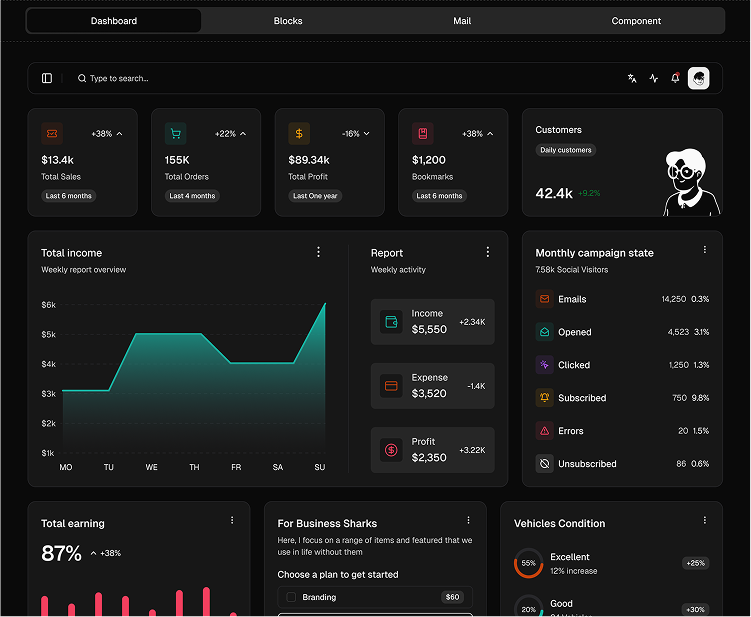 Dashboard
Blocks
Mail
Component
Type to search...
+38%
$13.4k
Total Sales
Last 6 months
+22%
155K
Total Orders
Last 4 months
-16%
$89.34k
Total Profit
Last One year
+38%
$1,200
Bookmarks
Last 6 months
Customers
Daily customers
42.4k +9.2%
Total income
Weekly report overview
$6k
$5k
$4k
$3k
$2k
$1k
MO TU WE TH FR SA SU
Report
Weekly activity
Income
$5,550
+2.34K
Expense
$3,520
-1.4K
Profit
$2,350
+3.22K
Monthly campaign state
7.58k Social Visitors
Emails 14,250 0.3%
Opened 4,523 3.1%
Clicked 1,250 1.3%
Subscribed 750 9.8%
Errors 20 1.5%
Unsubscribed 86 0.6%
Total earning
87% +38%
For Business Sharks
Here, I focus on a range of items and featured that we
use in life without them
Choose a plan to get started
Branding $60
Vehicles Condition
55%
Excellent
12% increase
+25%
20%
Good
+30%